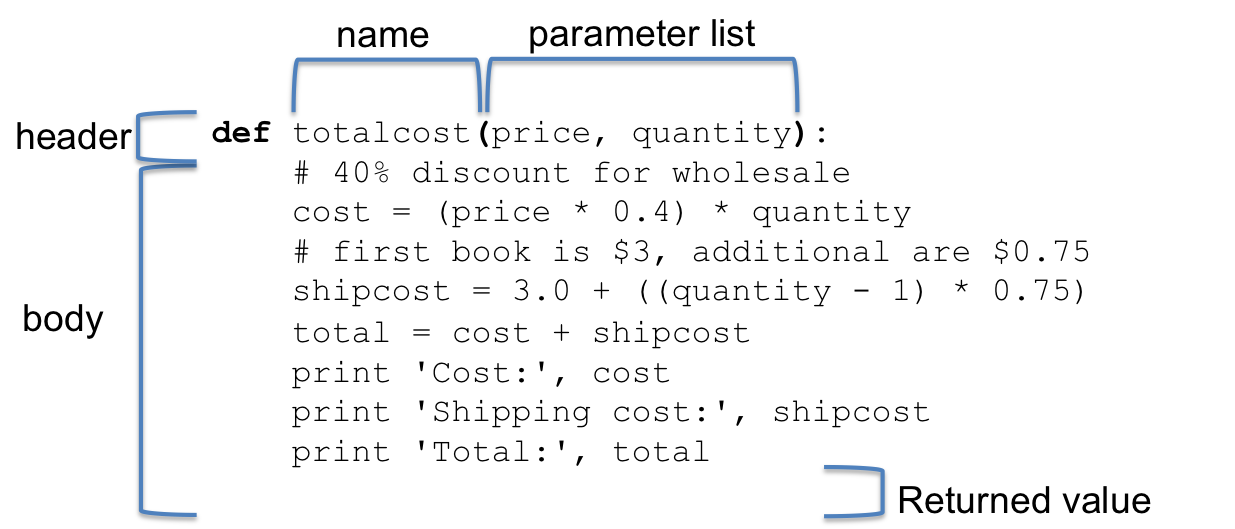 name parameter list
header def totalcost(price, quantity):
# 40% discount for wholesale
cost = (price * 0.4) * quantity
# first book is $3, additional are $0.75
shipcost = 3.0 + ((quantity - 1) * 0.75)
body
total = cost + shipcost
print 'Cost:', cost
print 'Shipping cost:', shipcost
print 'Total:', total
Returned value